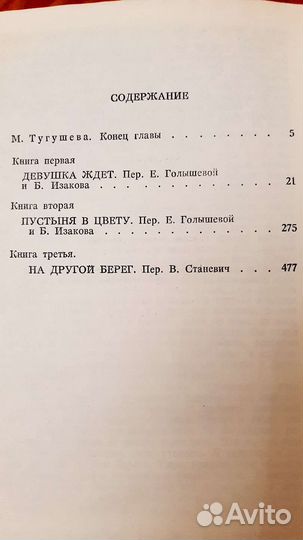 СОДЕРЖАНИЕ
М. Тугушева. Конец главы . . . . . . . 5
Книга первая
ДЕВУШКА ЖДЕТ. Пер. Е. Голышевой
и Б. Изакова . . . . . . . . . . 21
Книга вторая
ПУСТЫНЯ В ЦВЕТУ. Пер. Е. Голышевой
и Б. Изакова . . . . . . . . . . 275
Книга третья.
НА ДРУГОЙ БЕРЕГ. Пер. В. Станевич . . . 477
Avito